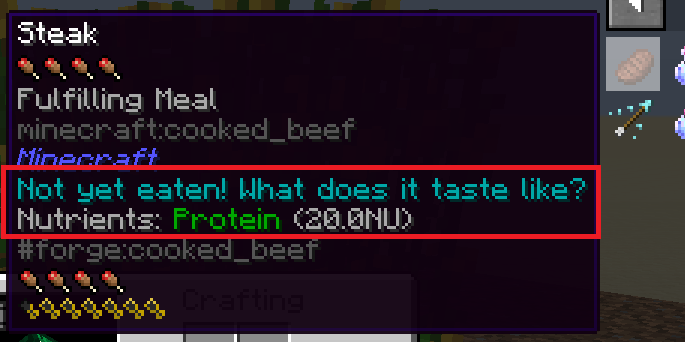 Steak
Fulfilling Meal
minecraft:cooked_beef
Minecraft
Not yet eaten! What does it taste like?
Nutrients: Protein (20.0NU)
#forge:cooked_beef
Crafting